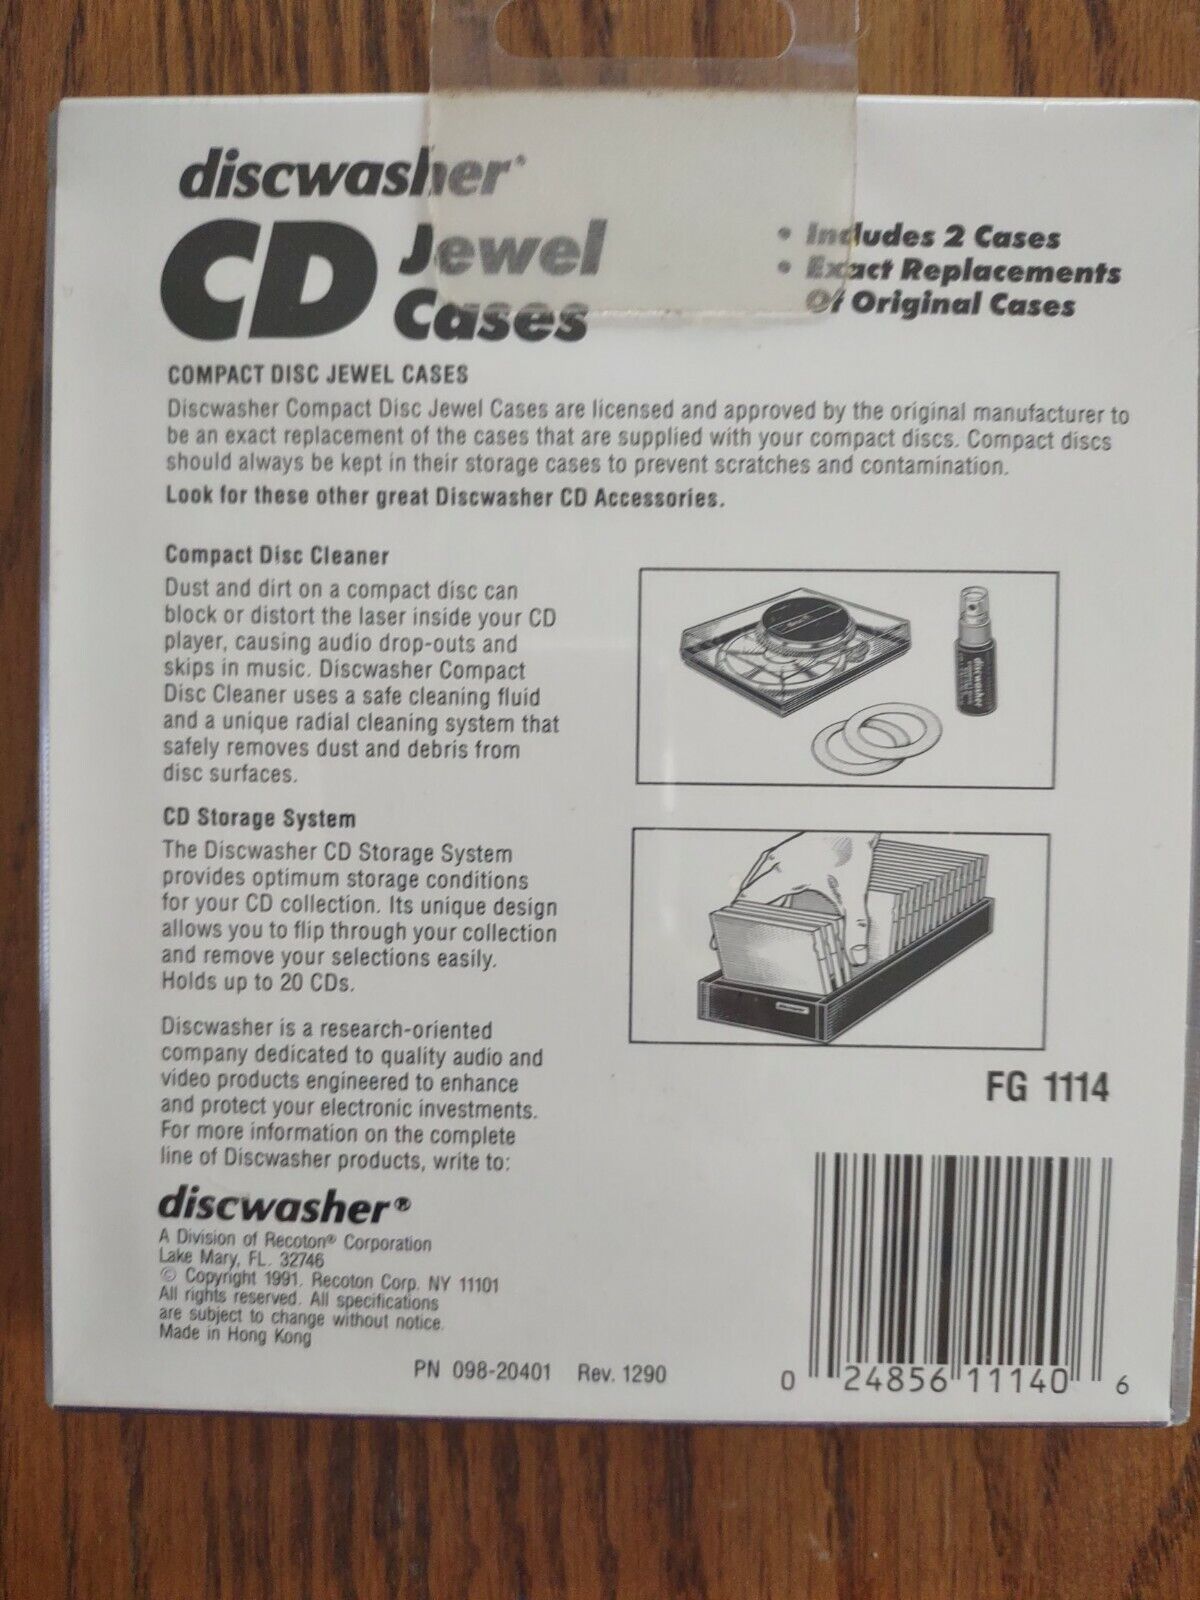 discwasher®
CD Jewel Cases
• Includes 2 Cases
• Exact Replacements
Of Original Cases
COMPACT DISC JEWEL CASES
Discwasher Compact Disc Jewel Cases are licensed and approved by the original manufacturer to
be an exact replacement of the cases that are supplied with your compact discs. Compact discs
should always be kept in their storage cases to prevent scratches and contamination.
Look for these other great Discwasher CD Accessories.
Compact Disc Cleaner
Dust and dirt on a compact disc can
block or distort the laser inside your CD
player, causing audio drop-outs and
skips in music. Discwasher Compact
Disc Cleaner uses a safe cleaning fluid
and a unique radial cleaning system that
safely removes dust and debris from
disc surfaces.
discwasher
CD Storage System
The Discwasher CD Storage System
provides optimum storage conditions
for your CD collection. Its unique design
allows you to flip through your collection
and remove your selections easily.
Holds up to 20 CDs.
Discwasher is a research-oriented
company dedicated to quality audio and
video products engineered to enhance
and protect your electronic investments.
For more information on the complete
line of Discwasher products, write to:
FG 1114
discwasher®
A Division of Recoton® Corporation
Lake Mary, FL. 32746
© Copyright 1991. Recoton Corp. NY 11101
All rights reserved. All specifications
are subject to change without notice.
Made in Hong Kong
PN 098-20401 Rev. 1290
0 24856 11140 6